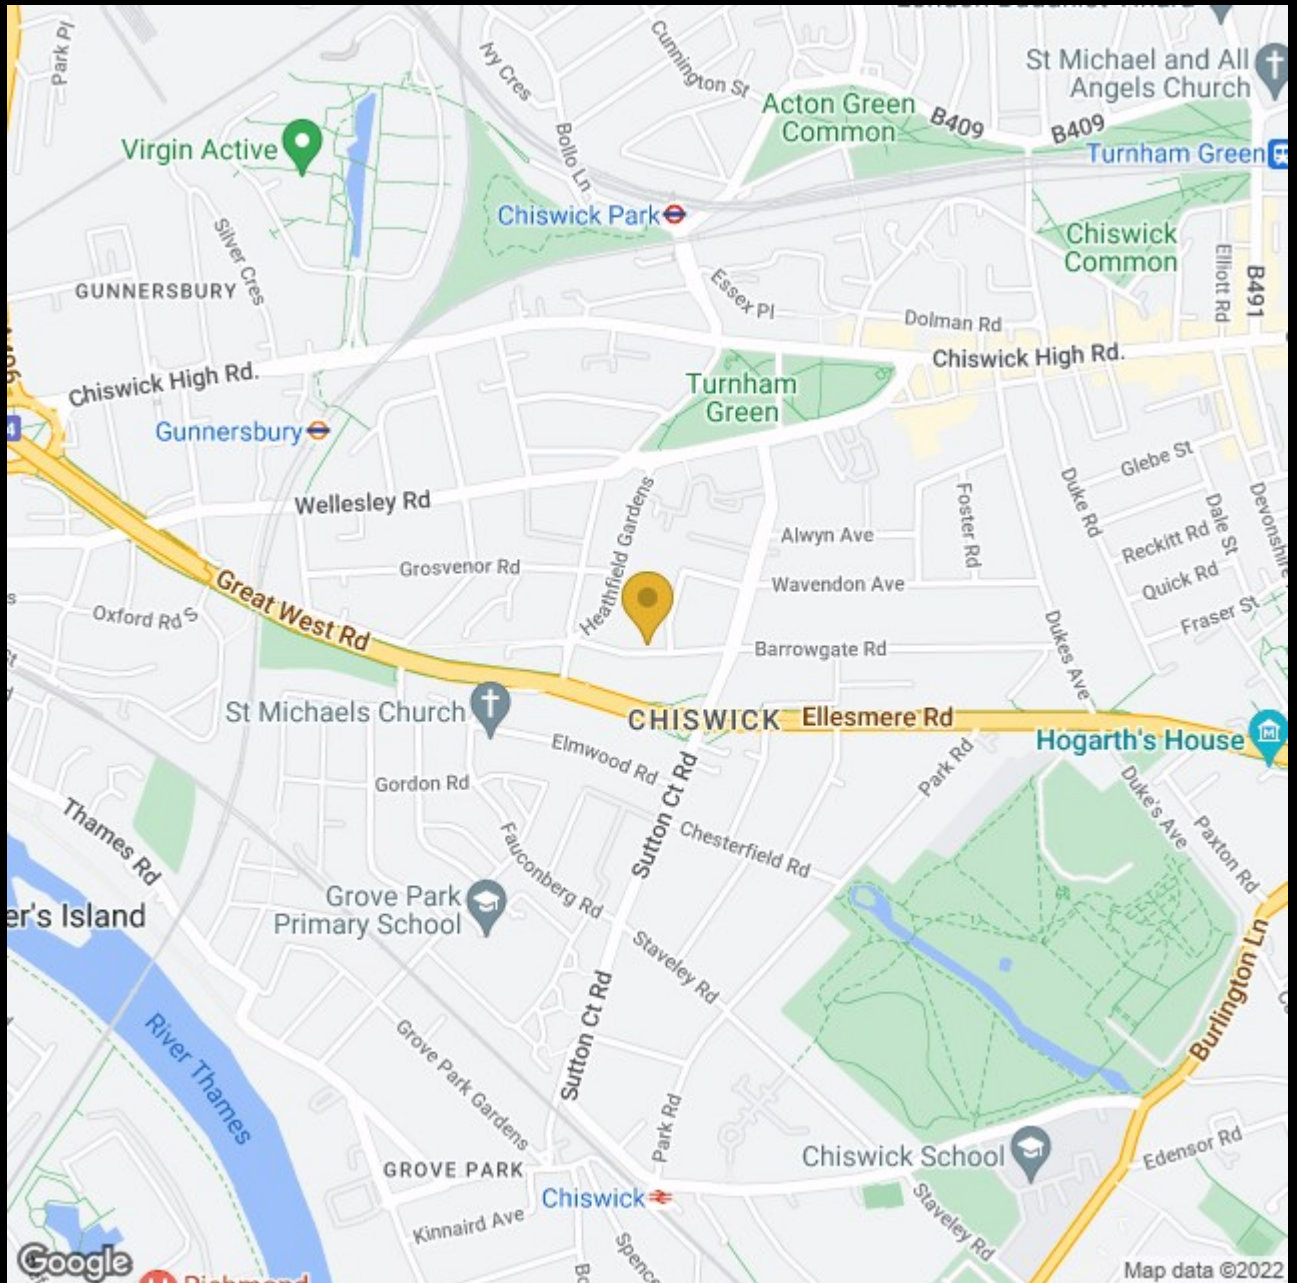 Park Pl
Ivy Cres
Cunnington St
St Michael and All
Angels Church
Acton Green
Common
B409
B409
Virgin Active
Bollo Ln
Turnham Green
Chiswick Park
Silver Cres
Chiswick
Common
Elliott Rd
B491
GUNNERSBURY
Essex Pl
Dolman Rd
Chiswick High Rd.
Chiswick High Rd.
Turnham
Green
4
Gunnersbury
Glebe St
Wellesley Rd
Heathfield Gardens
Foster Rd
Duke Rd
Dale St
Devonshire
Alwyn Ave
Reckitt Rd
Grosvenor Rd
Wavendon Ave
Quick Rd
Great West Rd
Oxford Rd S
Fraser St
Barrowgate Rd
Dukes Ave
St Michaels Church
CHISWICK
Ellesmere Rd
Hogarth's House
Elmwood Rd
Park Rd
Gordon Rd
Sutton Ct Rd
Duke's Ave
Thames Rd
Chesterfield Rd
Paxton Rd
Fauconberg Rd
Grove Park
Primary School
er's Island
Staveley Rd
Burlington Ln
River Thames
Sutton Ct Rd
Grove Park Gardens
Park Rd
Chiswick School
Edensor Rd
GROVE PARK
Chiswick
Staveley Rd
Kinnaird Ave
Spenc
Google
Richmond
Map data ©2022